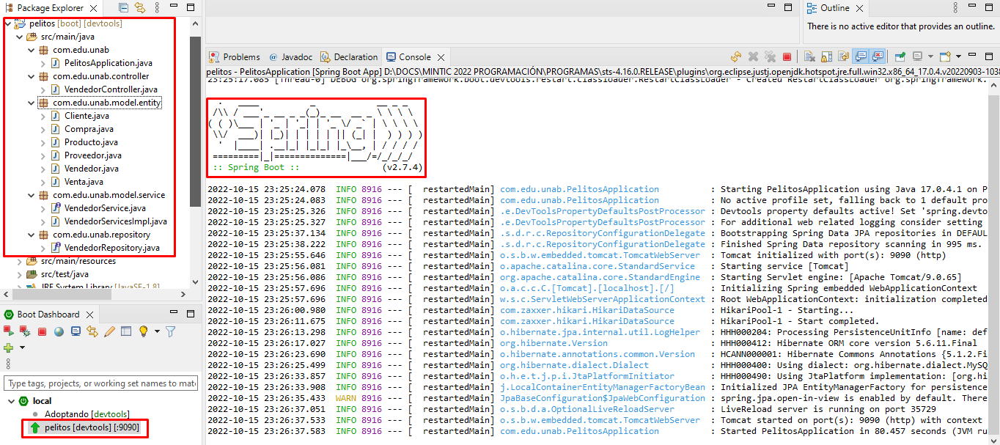 Package Explorer
pelitos [boot] [devtools]
src/main/java
com.edu.unab
PelitosApplication.java
com.edu.unab.controller
VendedorController.java
com.edu.unab.model.entity
Cliente.java
Compra.java
Producto.java
Proveedor.java
Vendedor.java
Venta.java
com.edu.unab.model.service
VendedorService.java
VendedorServicesImpl.java
com.edu.unab.repository
VendedorRepository.java
src/main/resources
src/test/java
JRE System Library [JavaSE-1.8]
Boot Dashboard
Type tags, projects, or working set names to mat
local
Adoptando [devtools]
pelitos [devtools] [:9090]
Outline
There is no active editor that provides an outline.
Problems @ Javadoc Declaration Console
pelitos - PelitosApplication [Spring Boot App] D:\DOCS\MINTIC 2022 PROGRAMACIÓN\PROGRAMAS\sts-4.16.0.RELEASE\plugins\org.eclipse.justj.openjdk.hotspot.jre.full.win32.x86_64_17.0.4.v20220903-1038
23:25:17.085 [Thread-0] DEBUG org.springframework.boot.devtools.restart.classloader.RestartClassLoader - Created RestartClassLoader org.springframework.
Spring
:: Spring Boot :: (v2.7.4)
2022-10-15 23:25:24.078 INFO 8916 --- [ restartedMain] com.edu.unab.PelitosApplication : Starting PelitosApplication using Java 17.0.4.1 on P
2022-10-15 23:25:24.083 INFO 8916 --- [ restartedMain] com.edu.unab.PelitosApplication : No active profile set, falling back to 1 default pro
2022-10-15 23:25:25.326 INFO 8916 --- [ restartedMain] .e.DevToolsPropertyDefaultsPostProcessor : Devtools property defaults active! Set 'spring.devto
2022-10-15 23:25:25.327 INFO 8916 --- [ restartedMain] .e.DevToolsPropertyDefaultsPostProcessor : For additional web related logging consider setting
2022-10-15 23:25:37.134 INFO 8916 --- [ restartedMain] .s.d.r.c.RepositoryConfigurationDelegate : Bootstrapping Spring Data JPA repositories in DEFAUL
2022-10-15 23:25:38.222 INFO 8916 --- [ restartedMain] .s.d.r.c.RepositoryConfigurationDelegate : Finished Spring Data repository scanning in 995 ms.
2022-10-15 23:25:55.646 INFO 8916 --- [ restartedMain] o.s.b.w.embedded.tomcat.TomcatWebServer : Tomcat initialized with port(s): 9090 (http)
2022-10-15 23:25:56.081 INFO 8916 --- [ restartedMain] o.apache.catalina.core.StandardService : Starting service [Tomcat]
2022-10-15 23:25:56.086 INFO 8916 --- [ restartedMain] org.apache.catalina.core.StandardEngine : Starting Servlet engine: [Apache Tomcat/9.0.65]
2022-10-15 23:25:57.696 INFO 8916 --- [ restartedMain] o.a.c.c.C.[Tomcat].[localhost].[/] : Initializing Spring embedded WebApplicationContext
2022-10-15 23:25:57.696 INFO 8916 --- [ restartedMain] w.s.c.ServletWebServerApplicationContext : Root WebApplicationContext: initialization completed
2022-10-15 23:26:00.980 INFO 8916 --- [ restartedMain] com.zaxxer.hikari.HikariDataSource : HikariPool-1 - Starting...
2022-10-15 23:26:11.675 INFO 8916 --- [ restartedMain] com.zaxxer.hikari.HikariDataSource : HikariPool-1 - Start completed.
2022-10-15 23:26:13.298 INFO 8916 --- [ restartedMain] o.hibernate.jpa.internal.util.LogHelper : HHH000204: Processing PersistenceUnitInfo [name: def
2022-10-15 23:26:17.027 INFO 8916 --- [ restartedMain] org.hibernate.Version : HHH000412: Hibernate ORM core version 5.6.11.Final
2022-10-15 23:26:23.690 INFO 8916 --- [ restartedMain] o.hibernate.annotations.common.Version : HCANN000001: Hibernate Commons Annotations {5.1.2.Fi
2022-10-15 23:26:25.499 INFO 8916 --- [ restartedMain] org.hibernate.dialect.Dialect : HHH000400: Using dialect: org.hibernate.dialect.MySQ
2022-10-15 23:26:33.857 INFO 8916 --- [ restartedMain] o.h.e.t.j.p.i.JtaPlatformInitiator : HHH000490: Using JtaPlatform implementation: [org.hi
2022-10-15 23:26:33.908 INFO 8916 --- [ restartedMain] j.LocalContainerEntityManagerFactoryBean : Initialized JPA EntityManagerFactory for persistence
2022-10-15 23:26:35.433 WARN 8916 --- [ restartedMain] JpaBaseConfiguration$JpaWebConfiguration : spring.jpa.open-in-view is enabled by default. There
2022-10-15 23:26:37.051 INFO 8916 --- [ restartedMain] o.s.b.d.a.OptionalLiveReloadServer : LiveReload server is running on port 35729
2022-10-15 23:26:37.533 INFO 8916 --- [ restartedMain] o.s.b.w.embedded.tomcat.TomcatWebServer : Tomcat started on port(s): 9090 (http) with context
2022-10-15 23:26:37.583 INFO 8916 --- [ restartedMain] com.edu.unab.PelitosApplication : Started PelitosApplication in 80.457 seconds (JVM ru